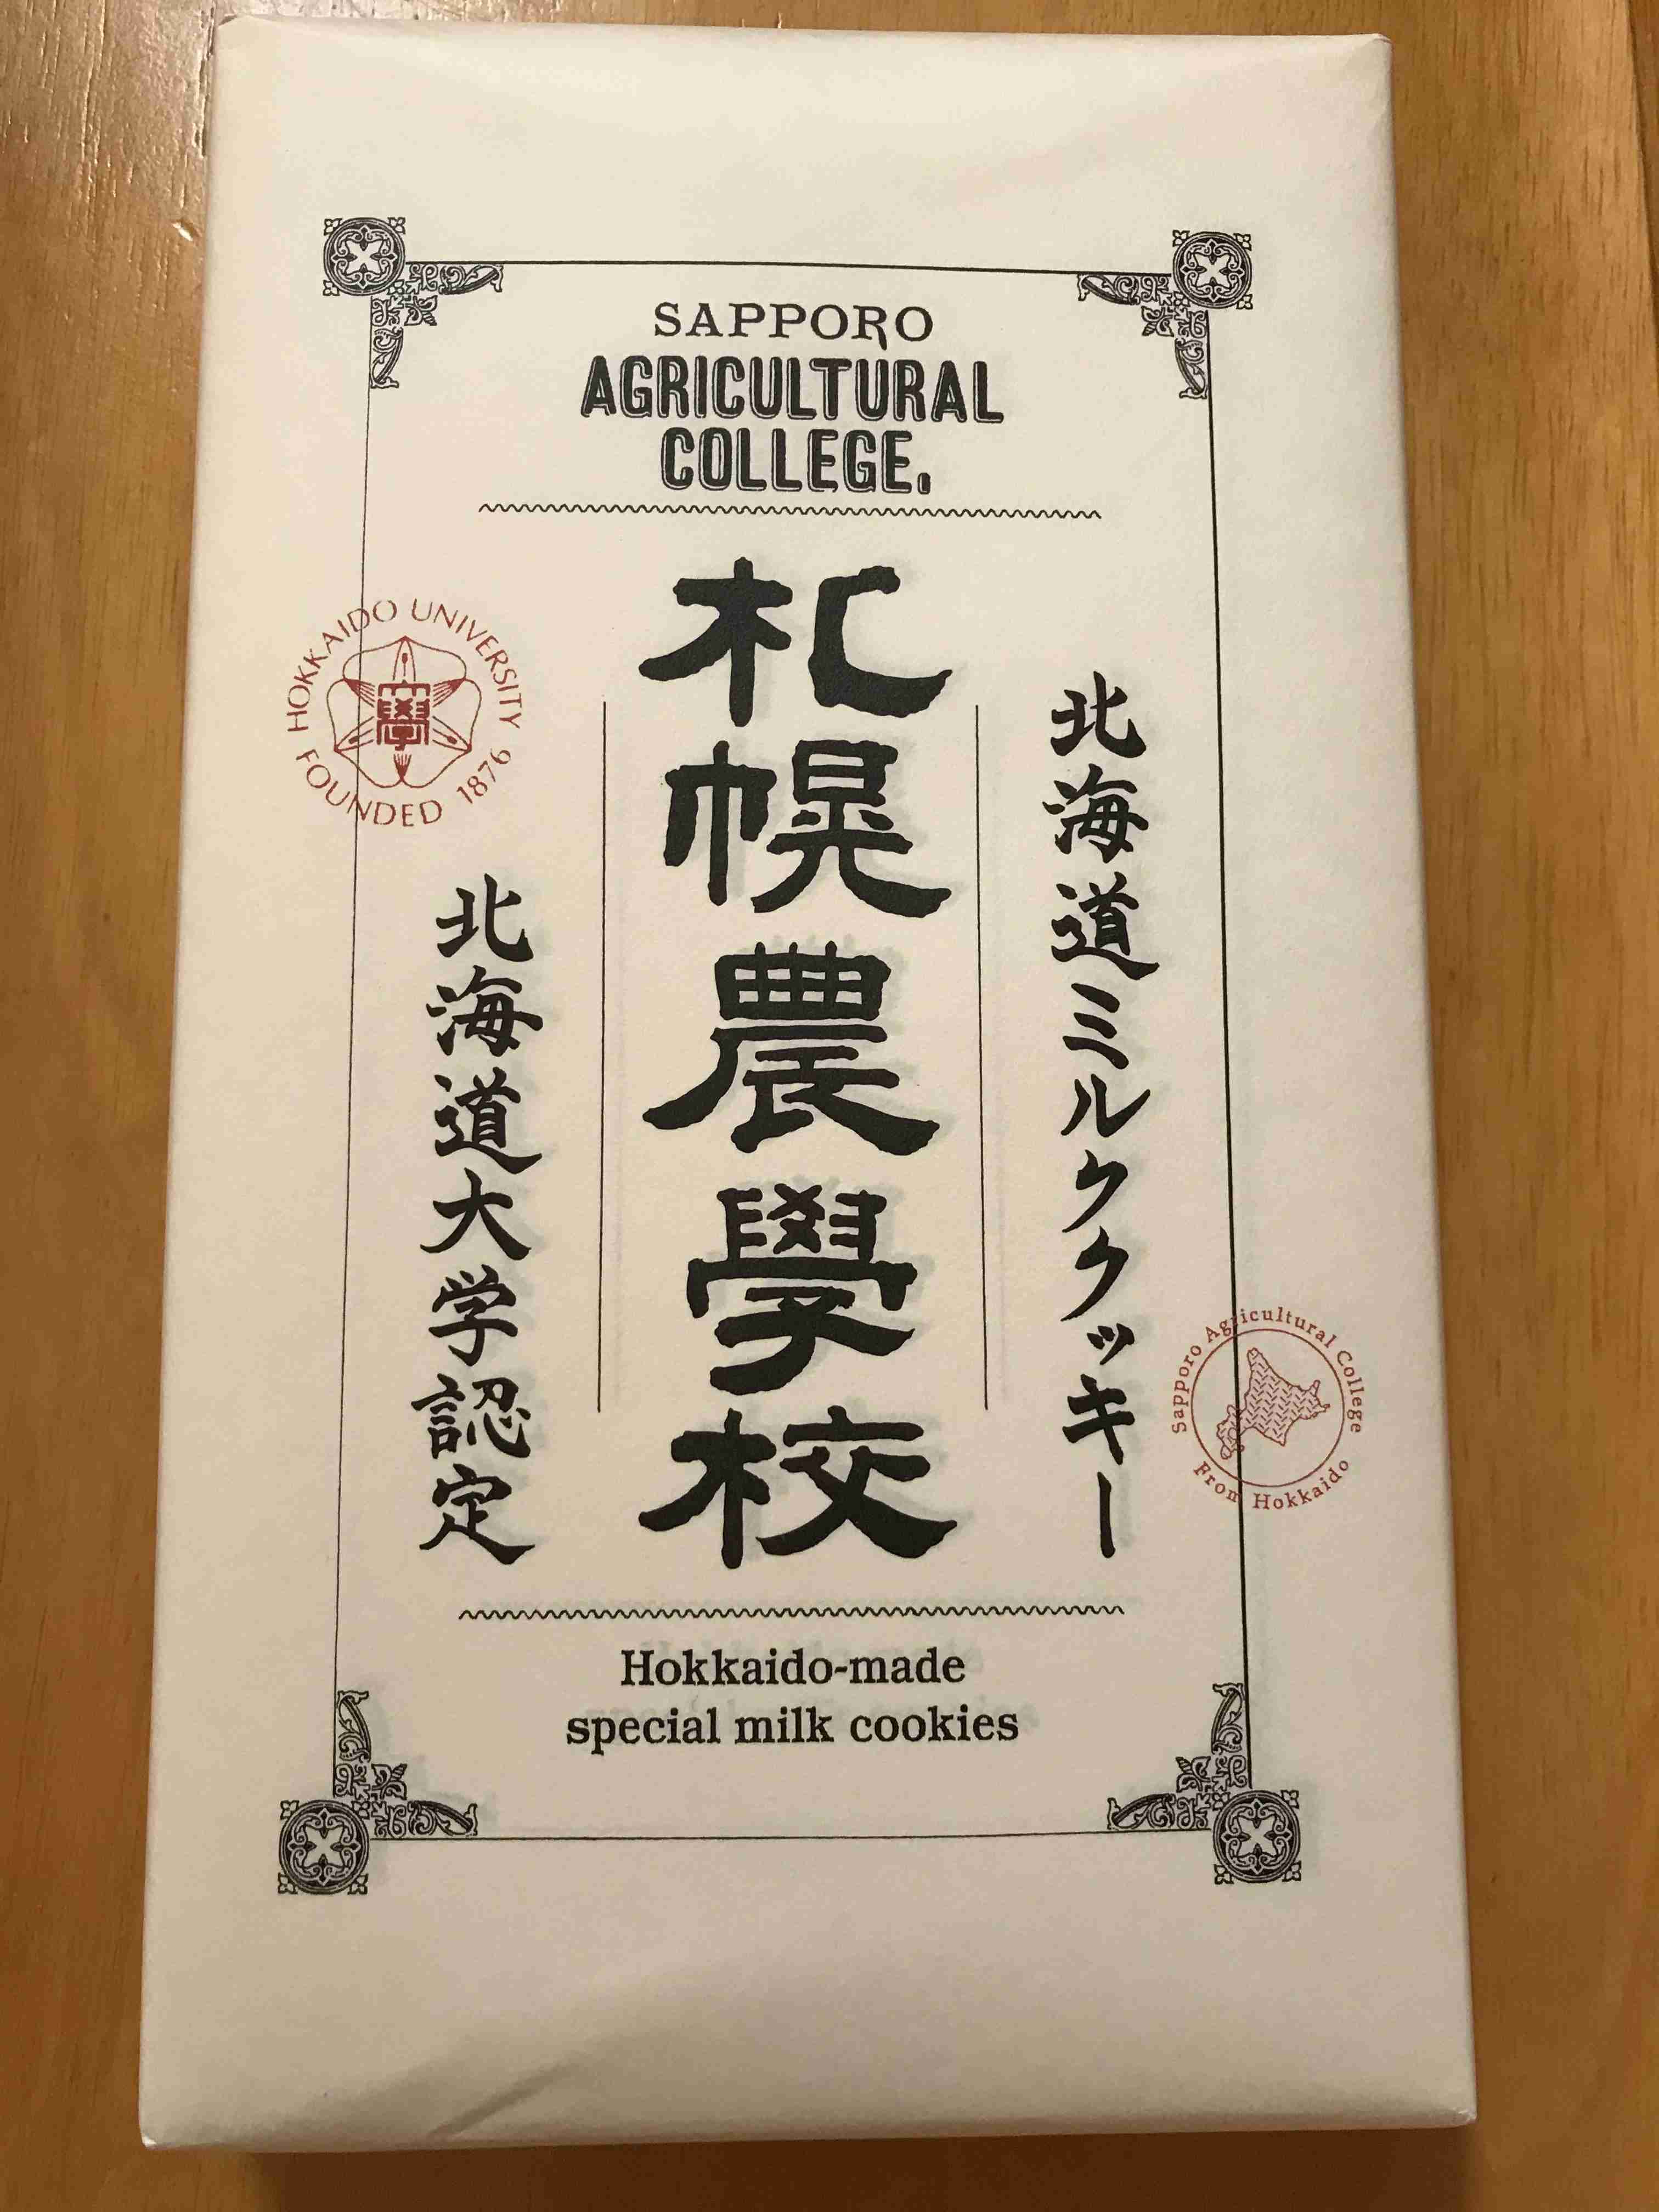 SAPPORO
AGRICULTURAL
COLLEGE.
北海道ミルククッキー
札幌農學校
北海道大学認定
HOKKAIDO UNIVERSITY
FOUNDED 1876
學
Sapporo Agricultural College
From Hokkaido
Hokkaido-made
special milk cookies